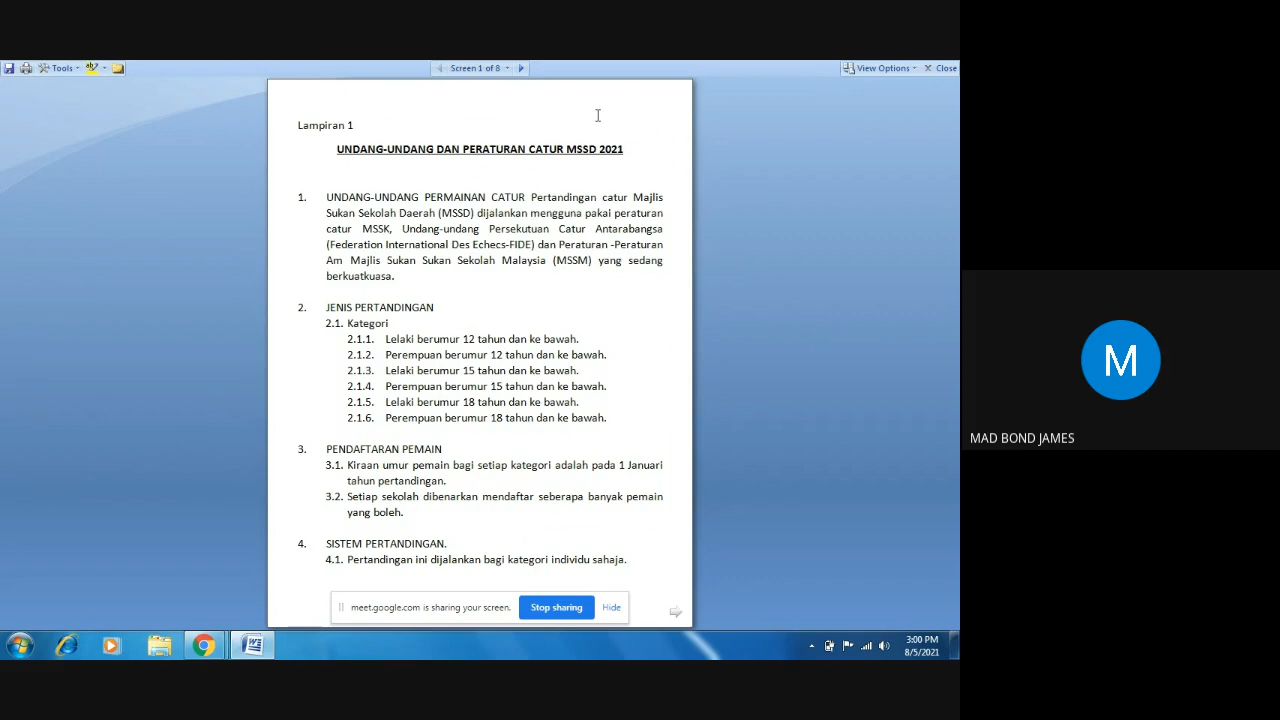 Tools
Screen 1 of 8
View Options
Close
Lampiran 1
UNDANG-UNDANG DAN PERATURAN CATUR MSSD 2021
1. UNDANG-UNDANG PERMAINAN CATUR Pertandingan catur Majlis
Sukan Sekolah Daerah (MSSD) dijalankan mengguna pakai peraturan
catur MSSK, Undang-undang Persekutuan Catur Antarabangsa
(Federation International Des Echecs-FIDE) dan Peraturan -Peraturan
Am Majlis Sukan Sukan Sekolah Malaysia (MSSM) yang sedang
berkuatkuasa.
2. JENIS PERTANDINGAN
2.1. Kategori
2.1.1. Lelaki berumur 12 tahun dan ke bawah.
2.1.2. Perempuan berumur 12 tahun dan ke bawah.
2.1.3. Lelaki berumur 15 tahun dan ke bawah.
2.1.4. Perempuan berumur 15 tahun dan ke bawah.
2.1.5. Lelaki berumur 18 tahun dan ke bawah.
2.1.6. Perempuan berumur 18 tahun dan ke bawah.
3. PENDAFTARAN PEMAIN
3.1. Kiraan umur pemain bagi setiap kategori adalah pada 1 Januari
tahun pertandingan.
3.2. Setiap sekolah dibenarkan mendaftar seberapa banyak pemain
yang boleh.
4. SISTEM PERTANDINGAN.
4.1. Pertandingan ini dijalankan bagi kategori individu sahaja.
meet.google.com is sharing your screen.
Stop sharing
Hide
3:00 PM
8/5/2021
M
MAD BOND JAMES